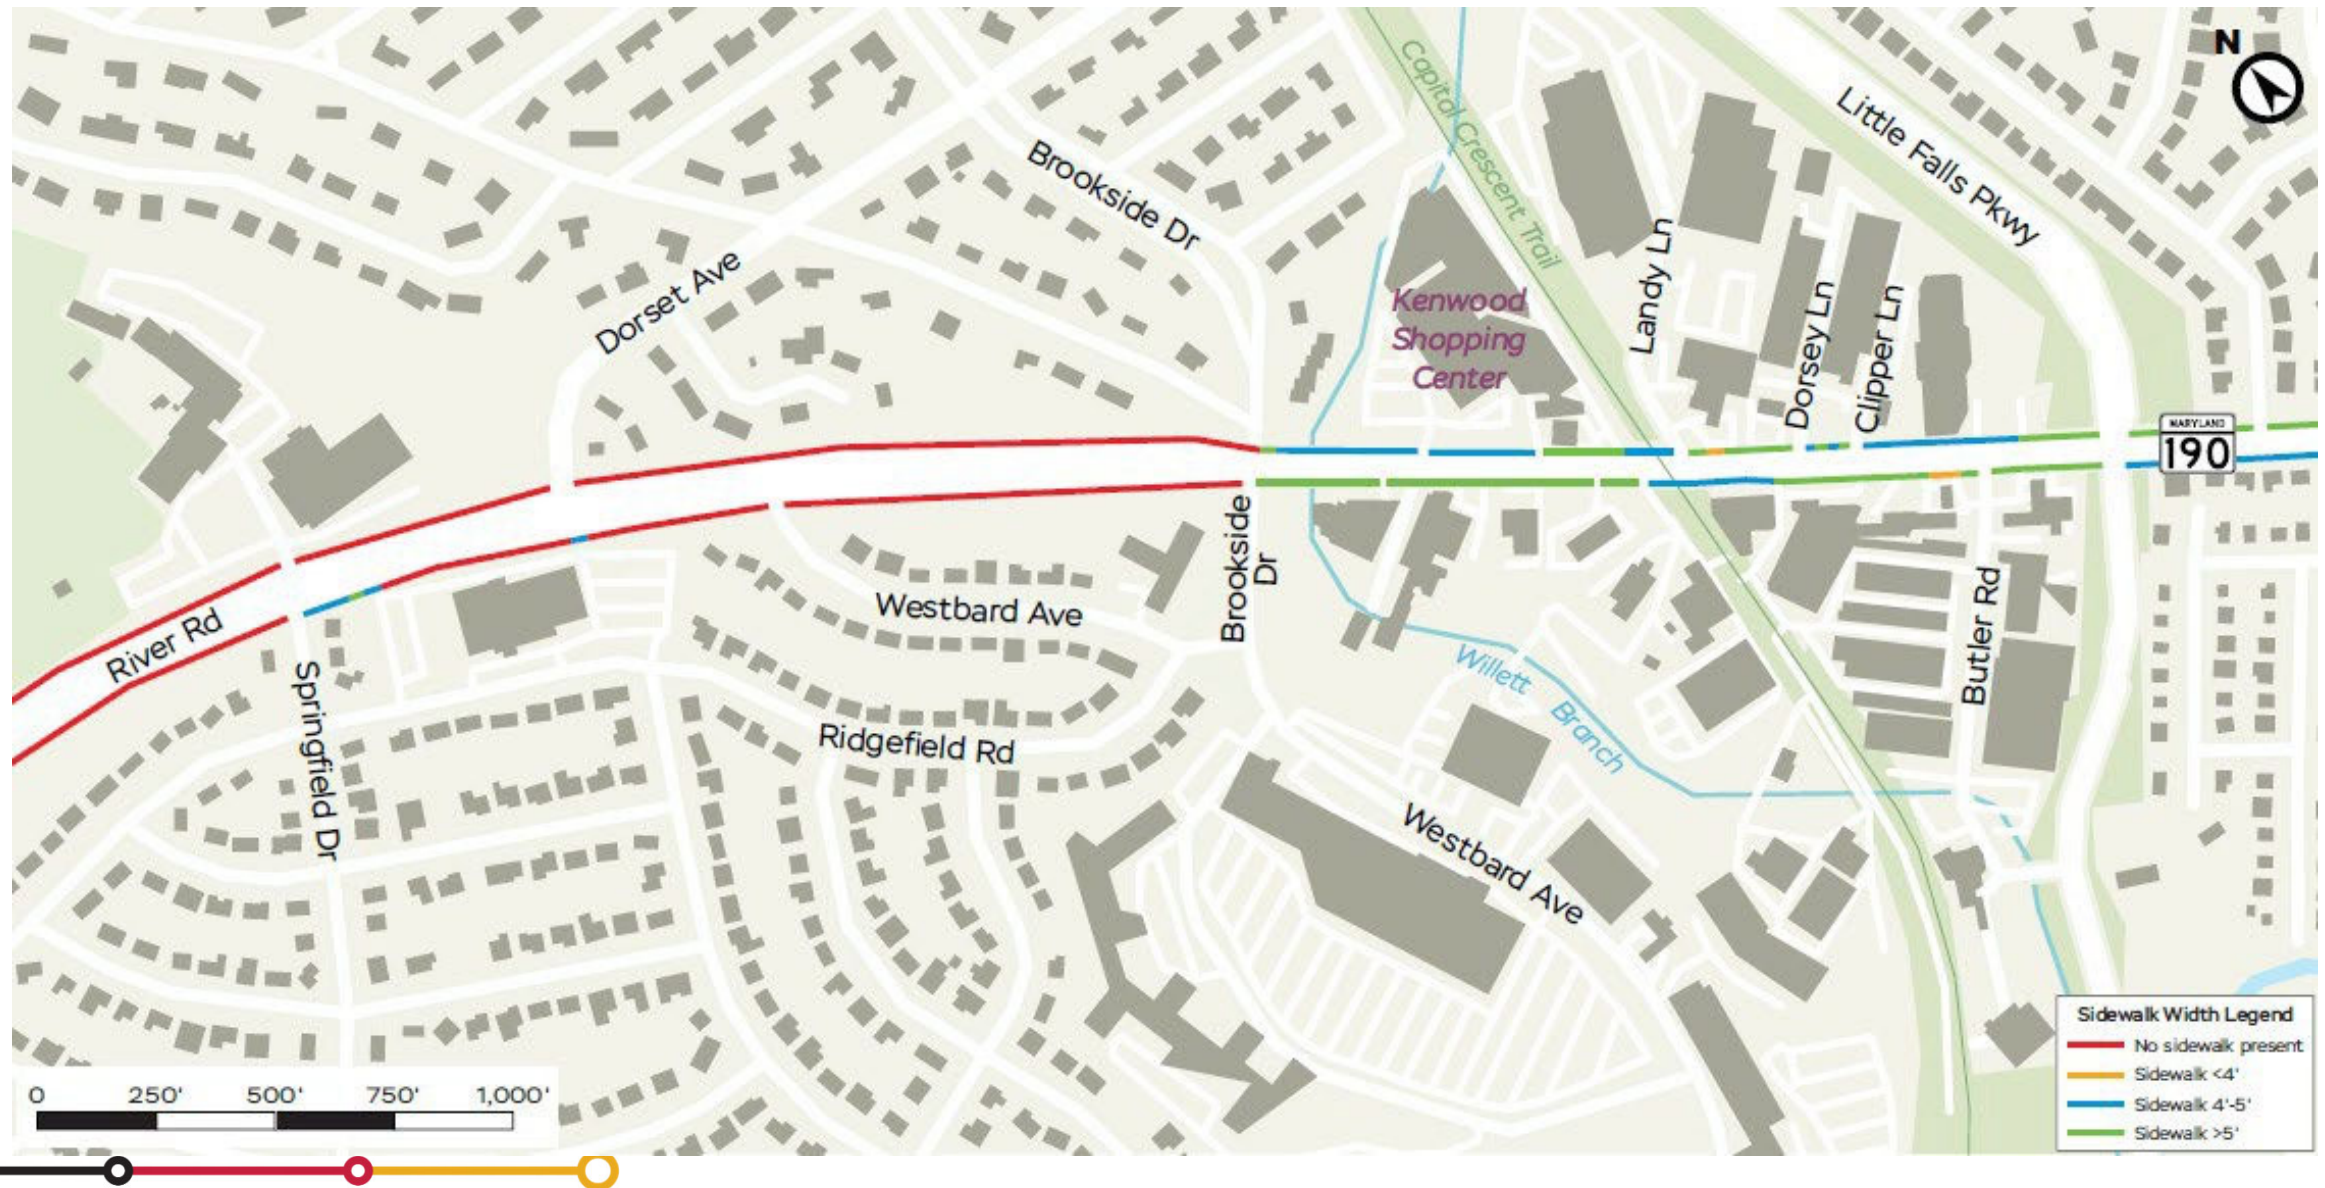 N
Little Falls Pkwy
Capital Crescent Trail
Brookside Dr
Landy Ln
Dorset Ave
Kenwood
Shopping
Center
Dorsey Ln
Clipper Ln
MARYLAND
190
Brookside
Dr
River Rd
Westbard Ave
Butler Rd
Springfield Dr
Willett
Branch
Ridgefield Rd
Westbard Ave
Sidewalk Width Legend
No sidewalk present
Sidewalk <4'
Sidewalk 4'-5'
Sidewalk >5'
0 250' 500' 750' 1,000'